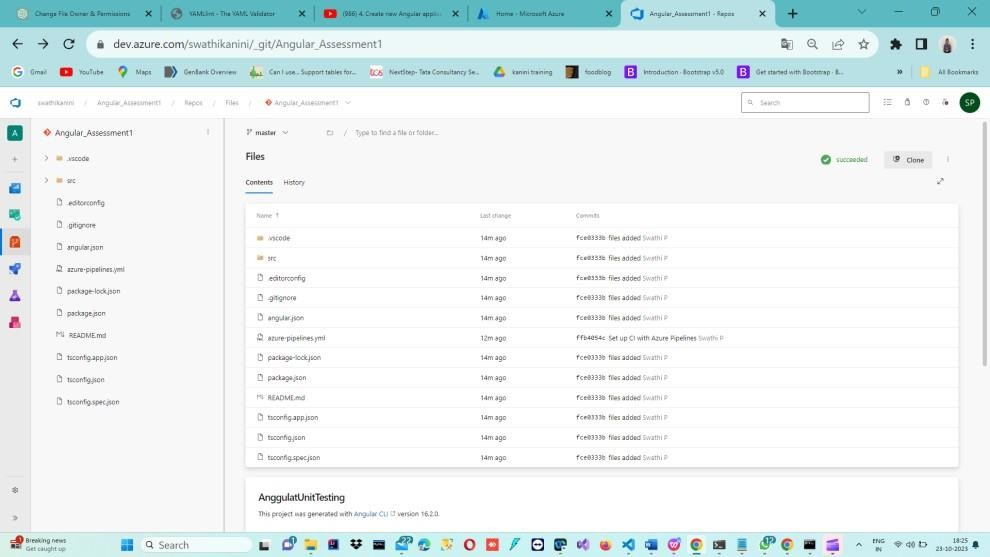 Change File Owner & Permissions
YAMLlint - The YAML Validator
(966) 4. Create new Angular applic
Home - Microsoft Azure
Angular_Assessment1 - Repos
dev.azure.com/swathikanini/_git/Angular_Assessment1
Gmail
YouTube
Maps
GenBank Overview
Can I use... Support tables for...
NextStep- Tata Consultancy Se...
kanini training
foodblog
Introduction · Bootstrap v5.0
Get started with Bootstrap · B...
»
All Bookmarks
swathikanini / Angular_Assessment1 / Repos / Files / Angular_Assessment1
Search
SP
A
Angular_Assessment1
.vscode
src
.editorconfig
.gitignore
angular.json
azure-pipelines.yml
package-lock.json
package.json
README.md
tsconfig.app.json
tsconfig.json
tsconfig.spec.json
master
/ Type to find a file or folder...
Files
succeeded
Clone
Contents
History
Name ↑ Last change Commits
.vscode 14m ago fce0333b files added Swathi P
src 14m ago fce0333b files added Swathi P
.editorconfig 14m ago fce0333b files added Swathi P
.gitignore 14m ago fce0333b files added Swathi P
angular.json 14m ago fce0333b files added Swathi P
azure-pipelines.yml 12m ago ffb4054c Set up CI with Azure Pipelines Swathi P
package-lock.json 14m ago fce0333b files added Swathi P
package.json 14m ago fce0333b files added Swathi P
README.md 14m ago fce0333b files added Swathi P
tsconfig.app.json 14m ago fce0333b files added Swathi P
tsconfig.json 14m ago fce0333b files added Swathi P
tsconfig.spec.json 14m ago fce0333b files added Swathi P
AnggulatUnitTesting
This project was generated with Angular CLI version 16.2.0.
Breaking news
Get caught up
Search
ENG
IN
18:25
23-10-2023